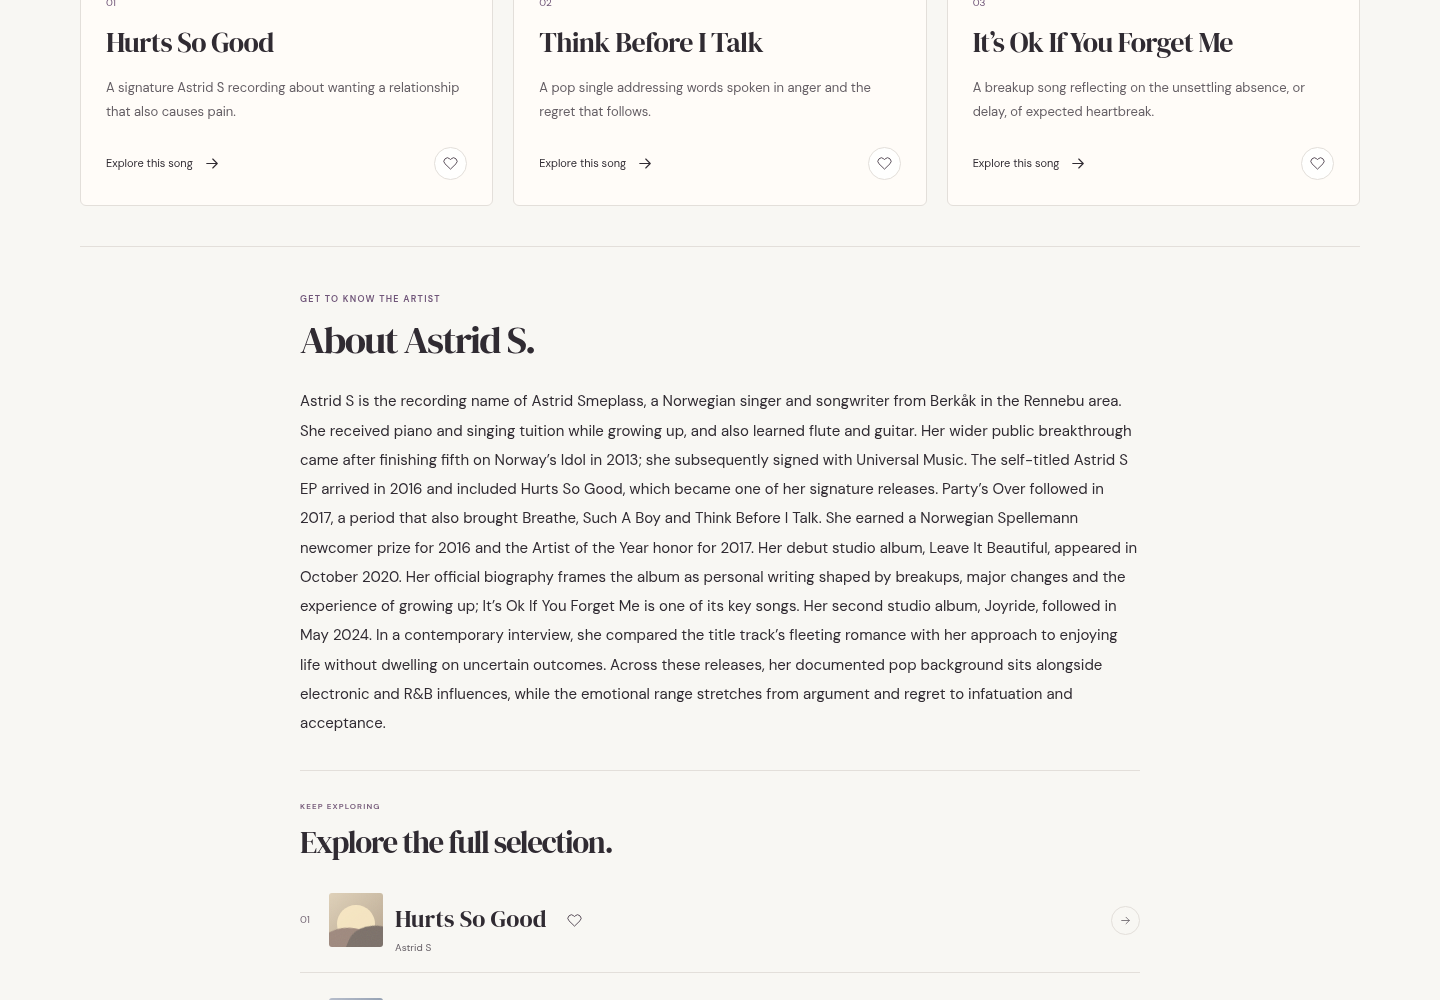 01
02
03
Hurts So Good
Think Before I Talk
It’s Ok If You Forget Me
A signature Astrid S recording about wanting a relationship
that also causes pain.
A pop single addressing words spoken in anger and the
regret that follows.
A breakup song reflecting on the unsettling absence, or
delay, of expected heartbreak.
Explore this song
Explore this song
Explore this song
GET TO KNOW THE ARTIST
About Astrid S.
Astrid S is the recording name of Astrid Smeplass, a Norwegian singer and songwriter from Berkåk in the Rennebu area.
She received piano and singing tuition while growing up, and also learned flute and guitar. Her wider public breakthrough
came after finishing fifth on Norway’s Idol in 2013; she subsequently signed with Universal Music. The self-titled Astrid S
EP arrived in 2016 and included Hurts So Good, which became one of her signature releases. Party’s Over followed in
2017, a period that also brought Breathe, Such A Boy and Think Before I Talk. She earned a Norwegian Spellemann
newcomer prize for 2016 and the Artist of the Year honor for 2017. Her debut studio album, Leave It Beautiful, appeared in
October 2020. Her official biography frames the album as personal writing shaped by breakups, major changes and the
experience of growing up; It’s Ok If You Forget Me is one of its key songs. Her second studio album, Joyride, followed in
May 2024. In a contemporary interview, she compared the title track’s fleeting romance with her approach to enjoying
life without dwelling on uncertain outcomes. Across these releases, her documented pop background sits alongside
electronic and R&B influences, while the emotional range stretches from argument and regret to infatuation and
acceptance.
KEEP EXPLORING
Explore the full selection.
01
Hurts So Good
Astrid S